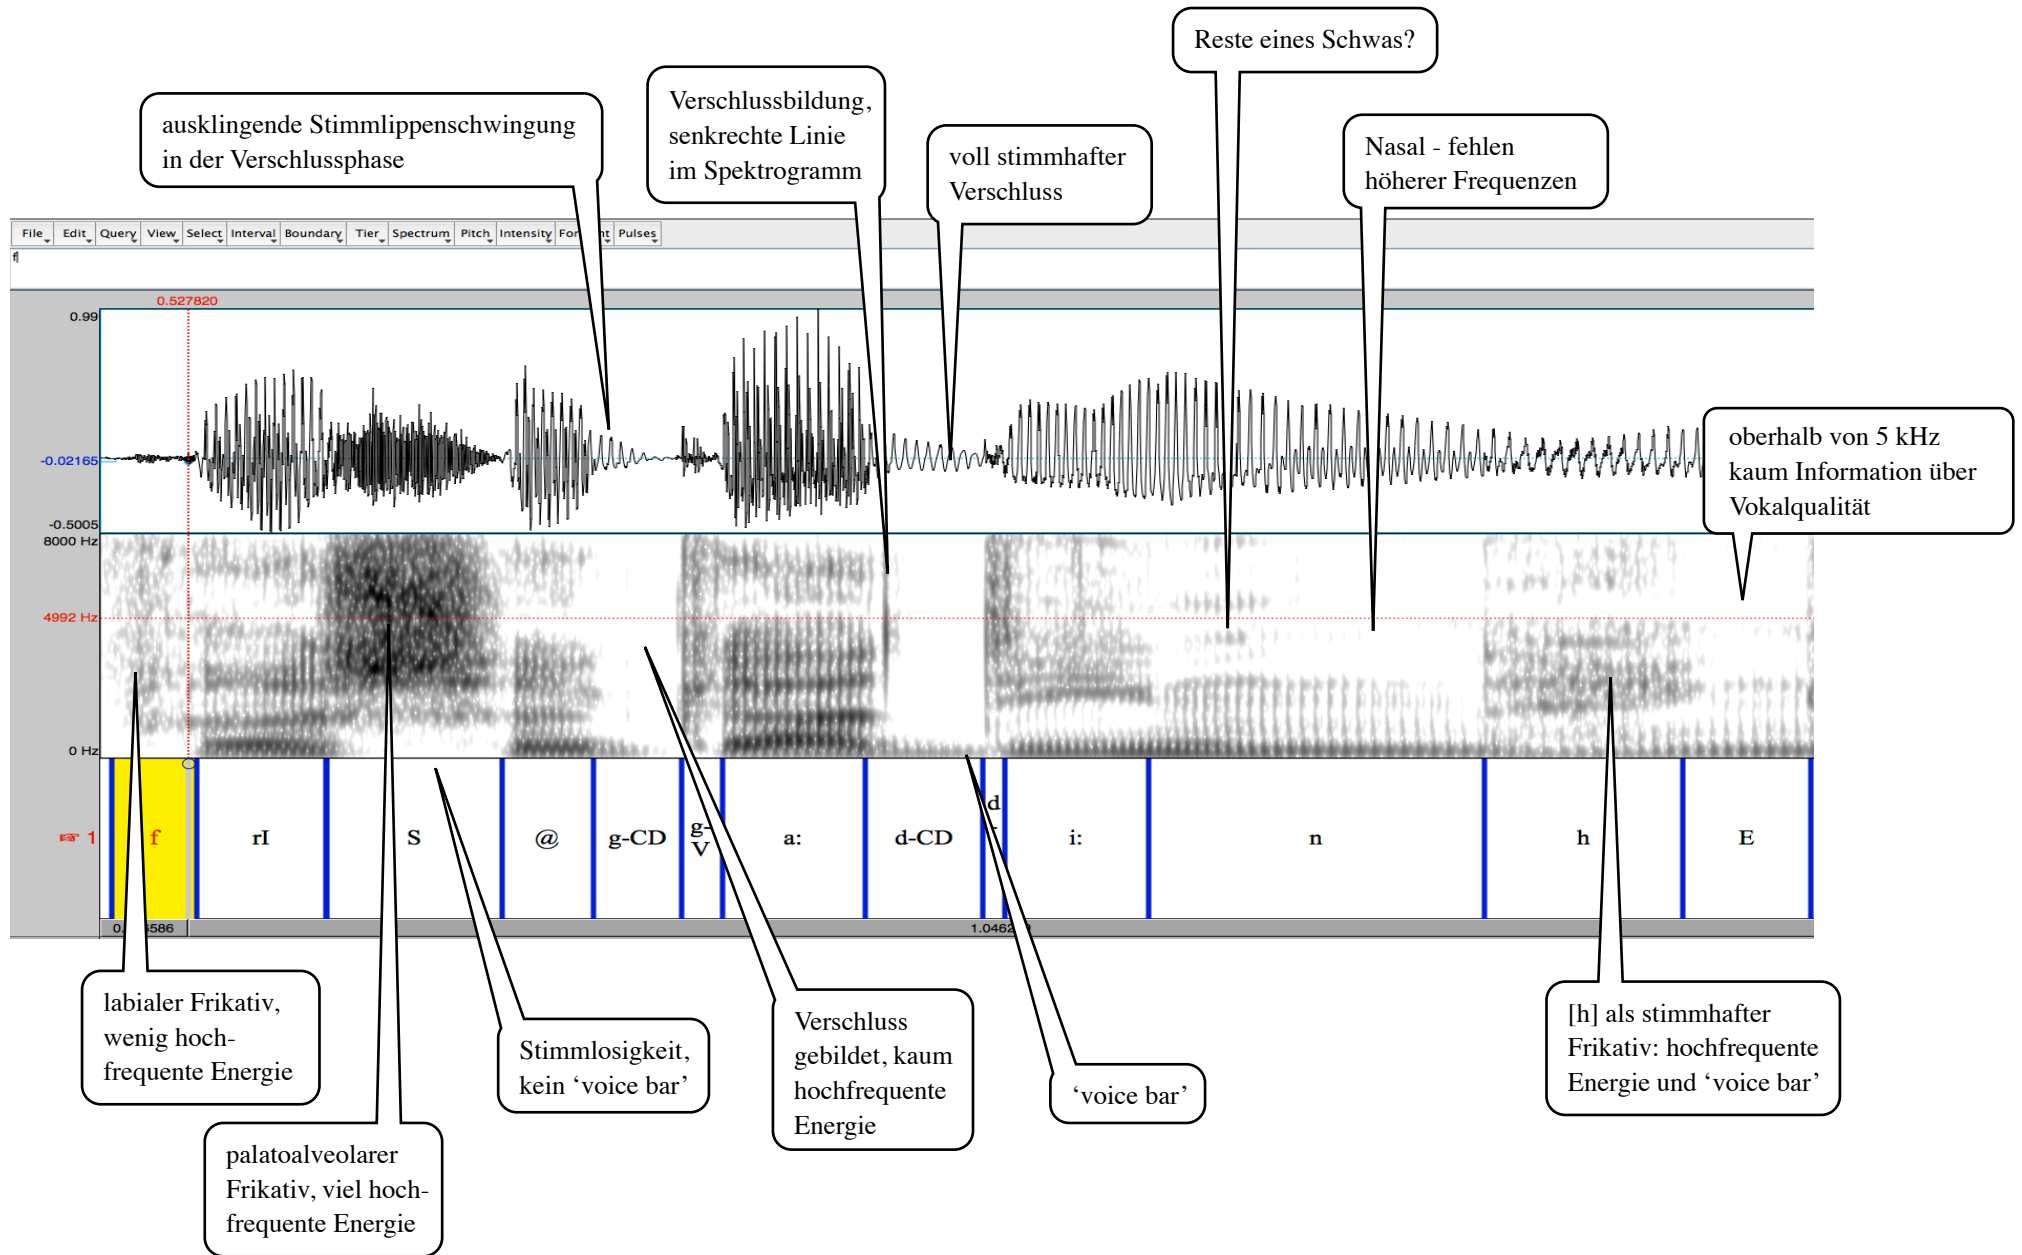 Reste eines Schwas?
ausklingende Stimmlippenschwingung
in der Verschlussphase
Verschlussbildung,
senkrechte Linie
im Spektrogramm
voll stimmhafter
Verschluss
Nasal - fehlen
höherer Frequenzen
File Edit Query View Select Interval Boundary Tier Spectrum Pitch Intensity Pulses
f
0.527820
0.99
-0.02165
-0.5005
8000 Hz
4992 Hz
0 Hz
oberhalb von 5 kHz
kaum Information über
Vokalqualität
1 f rI S @ g-CD g-V a: d-CD d i: n h E
labialer Frikativ,
wenig hoch-
frequente Energie
palatoalveolarer
Frikativ, viel hoch-
frequente Energie
Stimmlosigkeit,
kein ‘voice bar’
Verschluss
gebildet, kaum
hochfrequente
Energie
‘voice bar’
[h] als stimmhafter
Frikativ: hochfrequente
Energie und ‘voice bar’